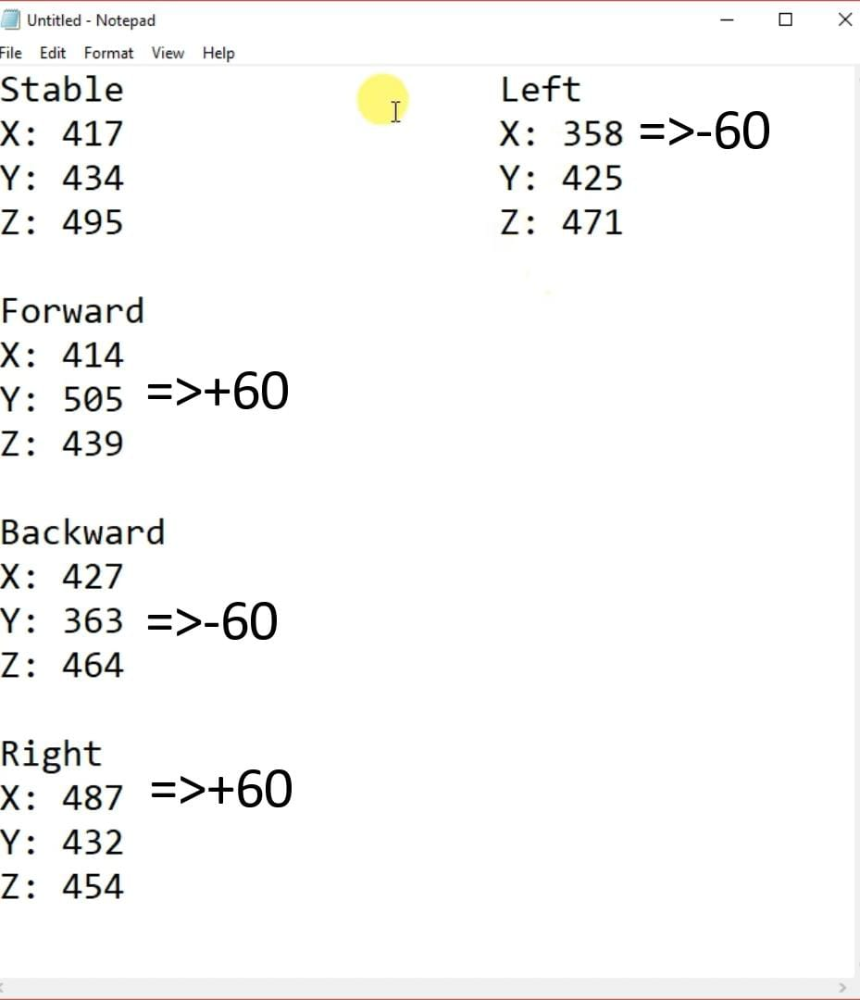 Untitled - Notepad
File Edit Format View Help
Stable
X: 417
Y: 434
Z: 495
Forward
X: 414
Y: 505 =>+60
Z: 439
Backward
X: 427
Y: 363 =>-60
Z: 464
Right
X: 487 =>+60
Y: 432
Z: 454
Left
X: 358 =>-60
Y: 425
Z: 471